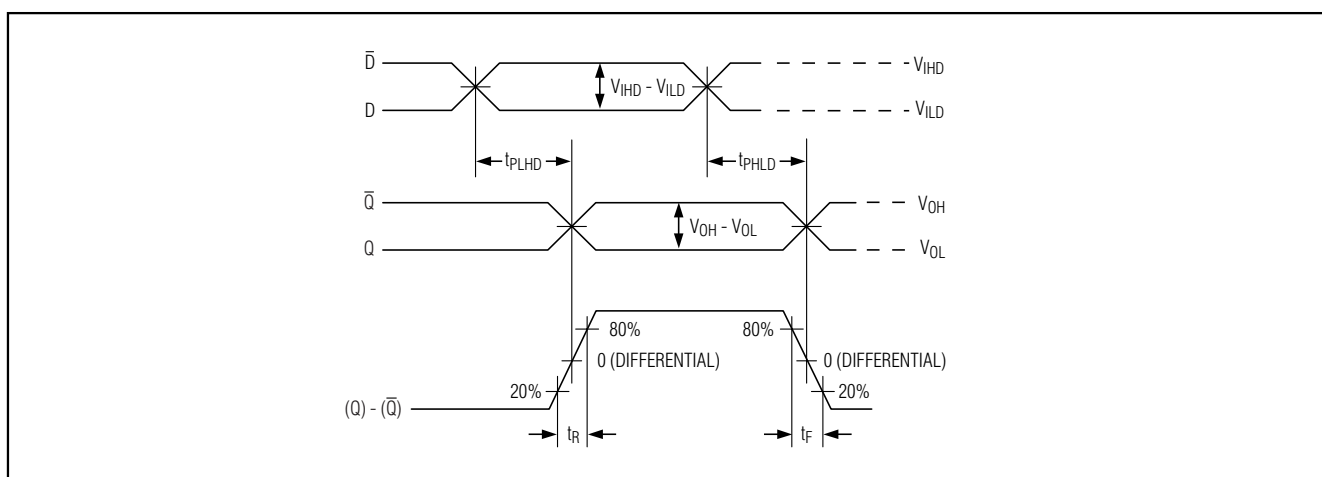 D̅
V_IHD
V_IHD - V_ILD
D
V_ILD
t_PLHD
t_PHLD
Q̅
V_OH
V_OH - V_OL
Q
V_OL
80%
80%
0 (DIFFERENTIAL)
0 (DIFFERENTIAL)
20%
20%
(Q) - (Q̅)
t_R
t_F